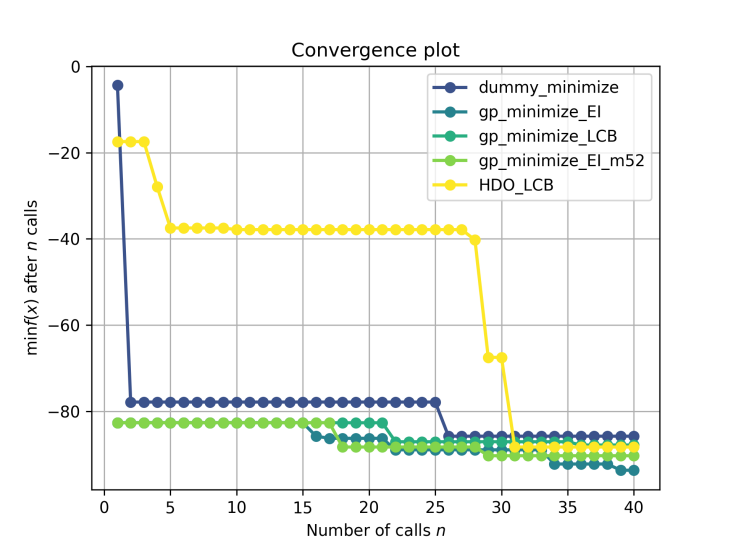 Convergence plot
0
−20
−40
−60
−80
min f(x) after n calls
dummy_minimize
gp_minimize_EI
gp_minimize_LCB
gp_minimize_EI_m52
HDO_LCB
0 5 10 15 20 25 30 35 40
Number of calls n